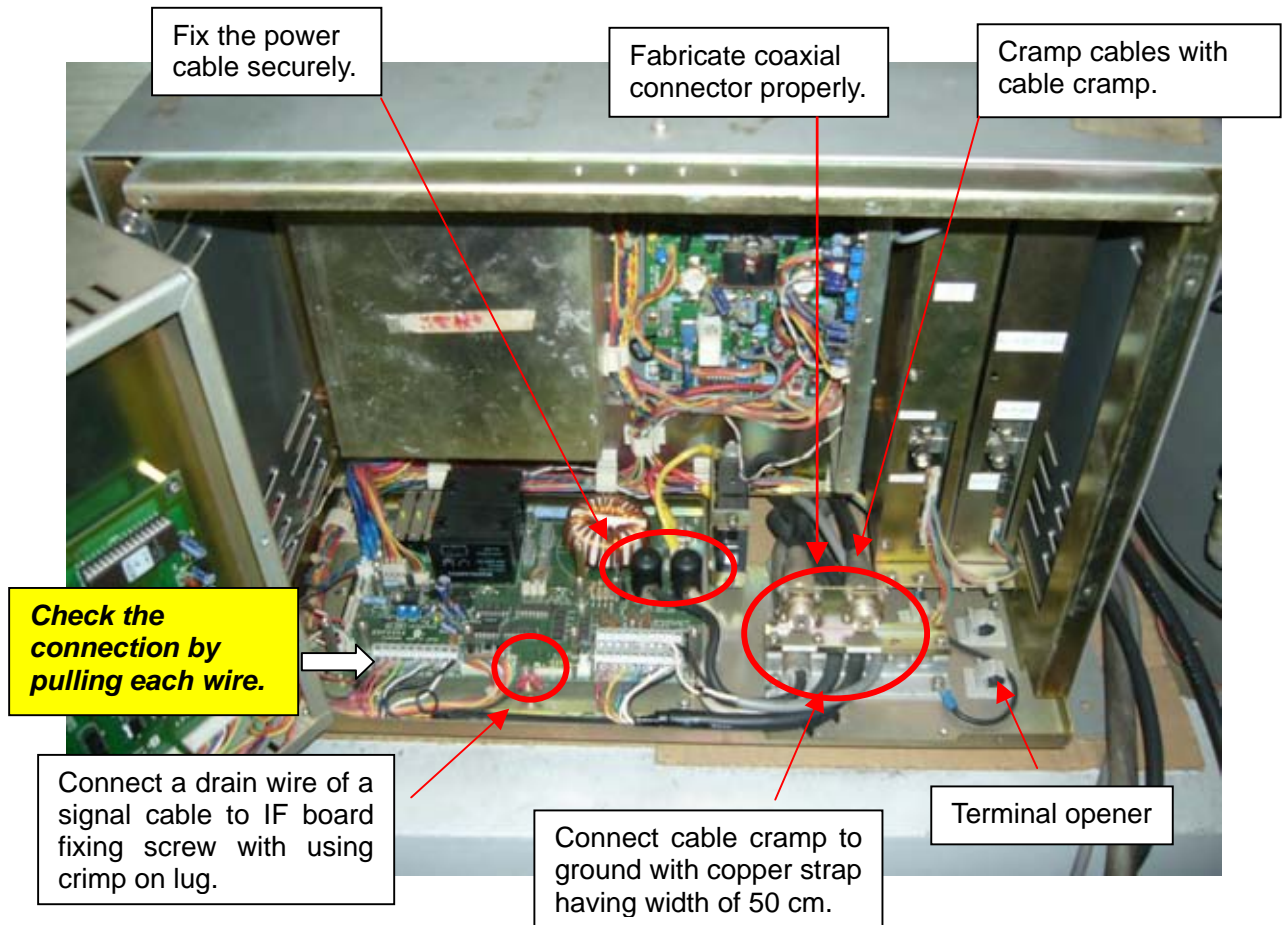 Fix the power
cable securely.
Fabricate coaxial
connector properly.
Cramp cables with
cable cramp.
Check the
connection by
pulling each wire.
Connect a drain wire of a
signal cable to IF board
fixing screw with using
crimp on lug.
Connect cable cramp to
ground with copper strap
having width of 50 cm.
Terminal opener